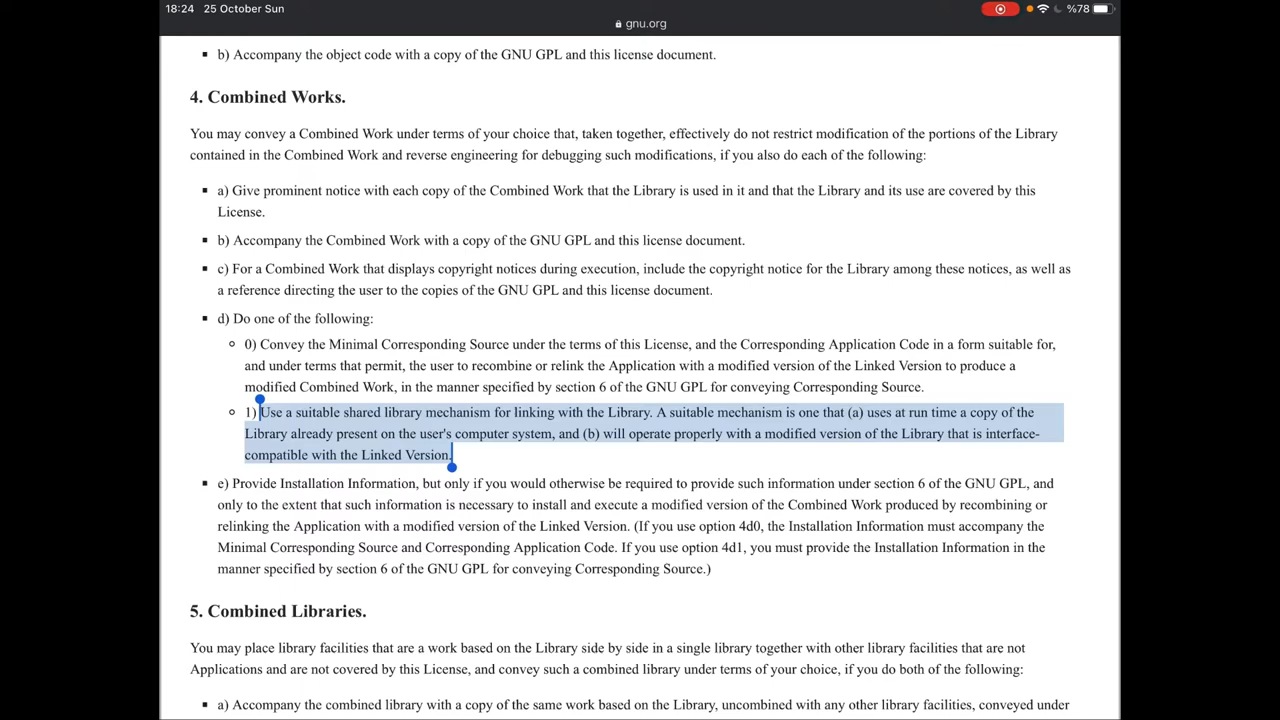 18:24 25 October Sun %78
gnu.org
b) Accompany the object code with a copy of the GNU GPL and this license document.
4. Combined Works.
You may convey a Combined Work under terms of your choice that, taken together, effectively do not restrict modification of the portions of the Library
contained in the Combined Work and reverse engineering for debugging such modifications, if you also do each of the following:
a) Give prominent notice with each copy of the Combined Work that the Library is used in it and that the Library and its use are covered by this
License.
b) Accompany the Combined Work with a copy of the GNU GPL and this license document.
c) For a Combined Work that displays copyright notices during execution, include the copyright notice for the Library among these notices, as well as
a reference directing the user to the copies of the GNU GPL and this license document.
d) Do one of the following:
0) Convey the Minimal Corresponding Source under the terms of this License, and the Corresponding Application Code in a form suitable for,
and under terms that permit, the user to recombine or relink the Application with a modified version of the Linked Version to produce a
modified Combined Work, in the manner specified by section 6 of the GNU GPL for conveying Corresponding Source.
1) Use a suitable shared library mechanism for linking with the Library. A suitable mechanism is one that (a) uses at run time a copy of the
Library already present on the user's computer system, and (b) will operate properly with a modified version of the Library that is interface-
compatible with the Linked Version.
e) Provide Installation Information, but only if you would otherwise be required to provide such information under section 6 of the GNU GPL, and
only to the extent that such information is necessary to install and execute a modified version of the Combined Work produced by recombining or
relinking the Application with a modified version of the Linked Version. (If you use option 4d0, the Installation Information must accompany the
Minimal Corresponding Source and Corresponding Application Code. If you use option 4d1, you must provide the Installation Information in the
manner specified by section 6 of the GNU GPL for conveying Corresponding Source.)
5. Combined Libraries.
You may place library facilities that are a work based on the Library side by side in a single library together with other library facilities that are not
Applications and are not covered by this License, and convey such a combined library under terms of your choice, if you do both of the following:
a) Accompany the combined library with a copy of the same work based on the Library, uncombined with any other library facilities, conveyed under